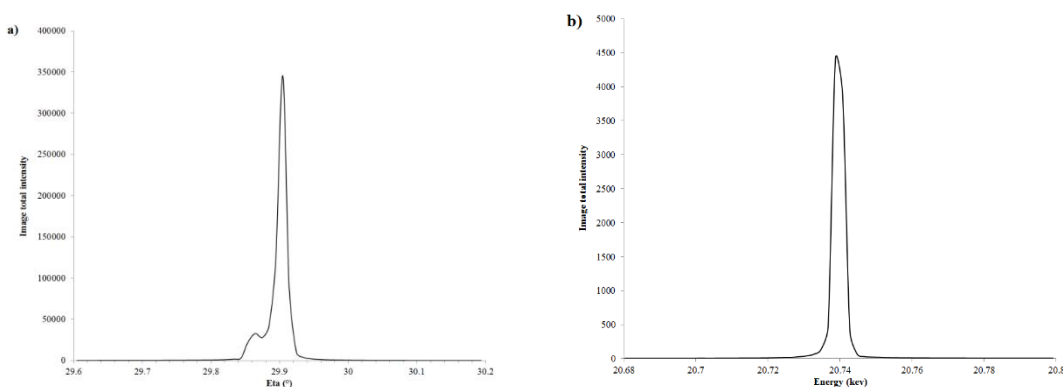 a)
400000
350000
300000
250000
200000
150000
100000
50000
0
Image total intensity
29.6 29.7 29.8 29.9 30 30.1 30.2
Eta (°)
b)
5000
4500
4000
3500
3000
2500
2000
1500
1000
500
0
Image total intensity
20.68 20.7 20.72 20.74 20.76 20.78 20.8
Energy (kev)